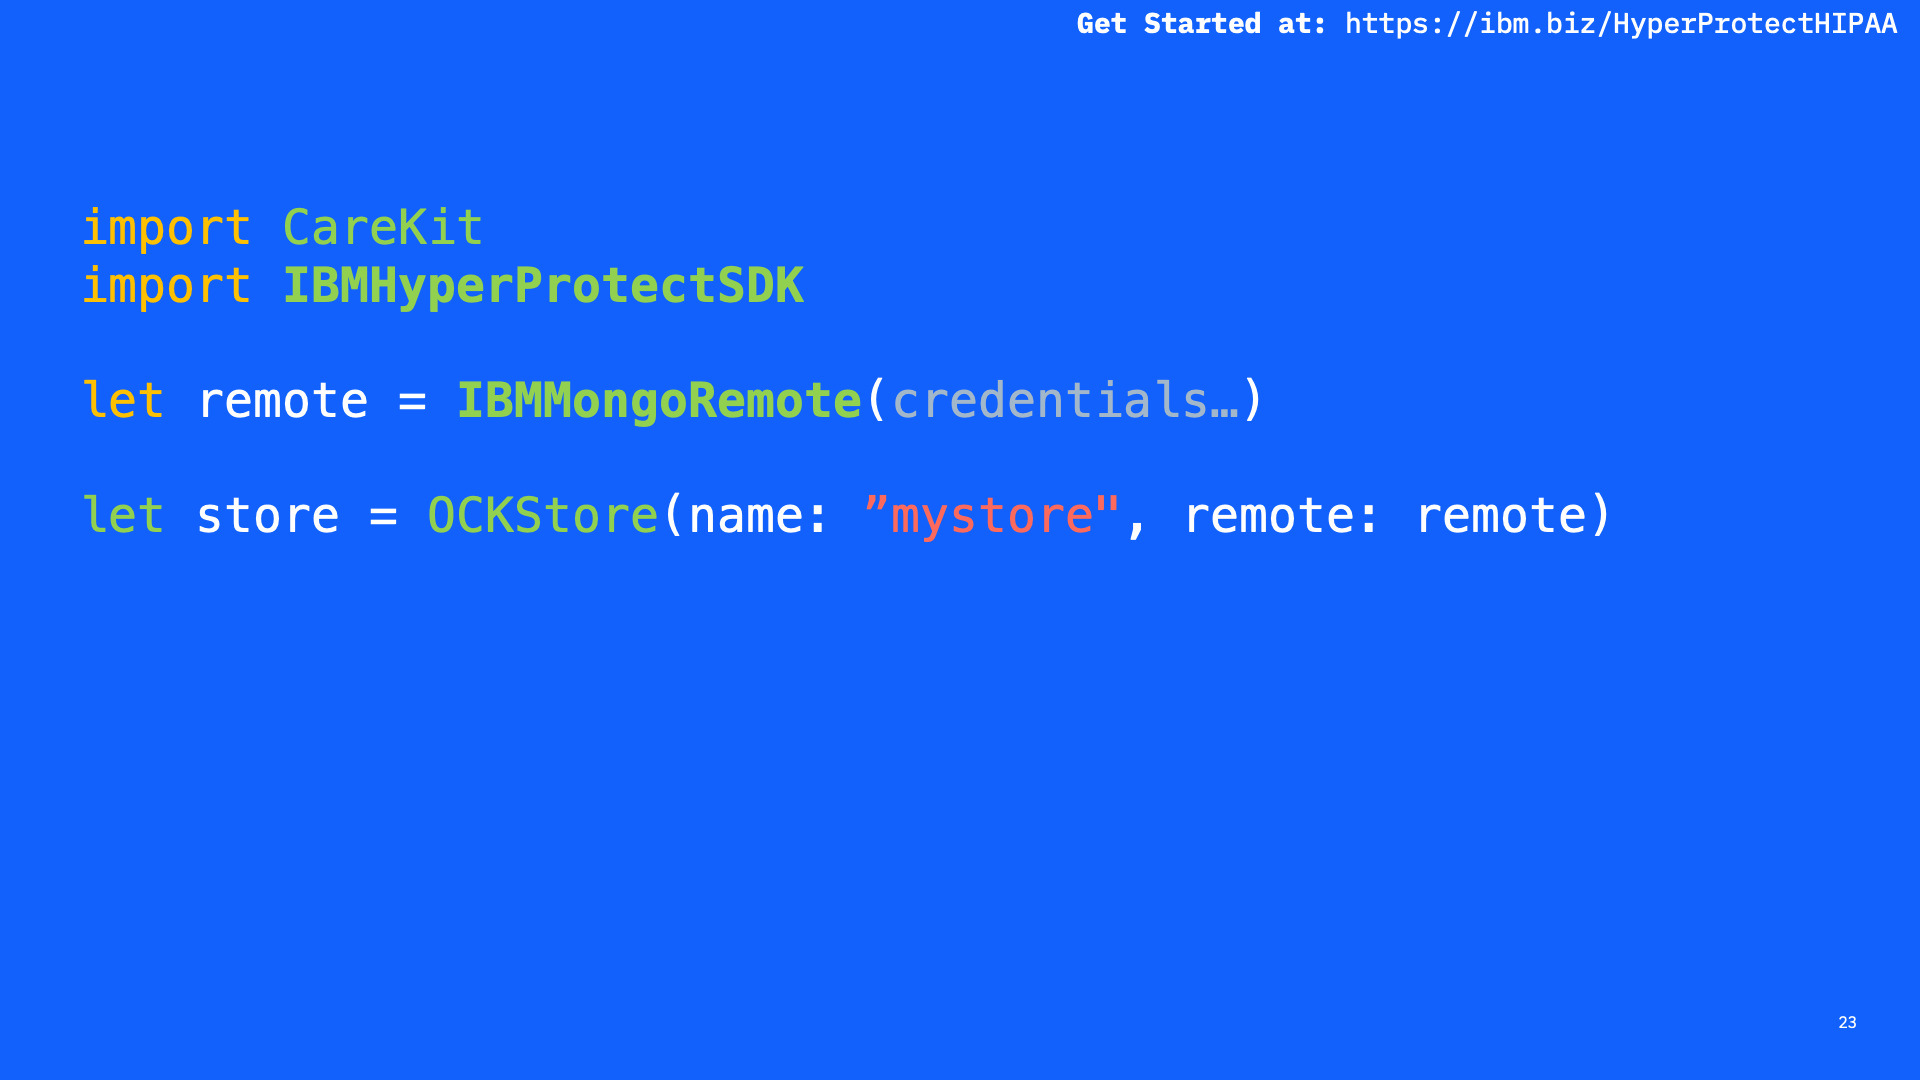 Get Started at: https://ibm.biz/HyperProtectHIPAA
import CareKit
import IBMHyperProtectSDK
let remote = IBMMongoRemote(credentials…)
let store = OCKStore(name: ”mystore", remote: remote)
23